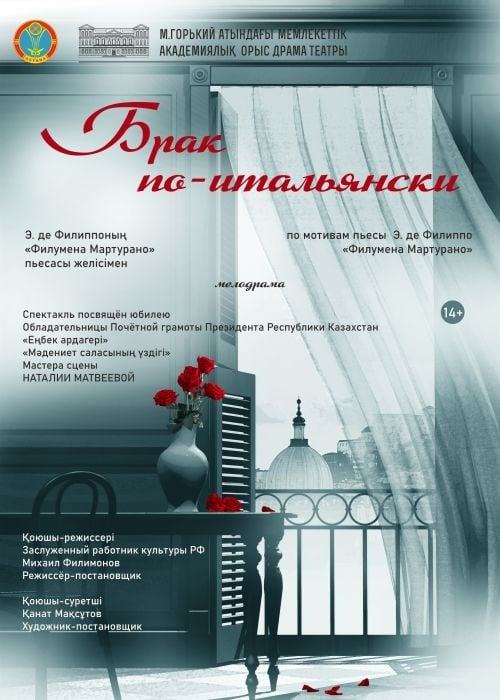 АСТАНА
М.ГОРЬКИЙ АТЫНДАҒЫ МЕМЛЕКЕТТІК
АКАДЕМИЯЛЫҚ ОРЫС ДРАМА ТЕАТРЫ
Брак
по-итальянски
Э. де Филиппоның
«Филумена Мартурано»
пьесасы желісімен
по мотивам пьесы Э. де Филиппо
«Филумена Мартурано»
мелодрама
14+
Спектакль посвящён юбилею
Обладательницы Почётной грамоты Президента Республики Казахстан
«Еңбек ардагері»
«Мәдениет саласының үздігі»
Мастера сцены
НАТАЛИИ МАТВЕЕВОЙ
Қоюшы-режиссері
Заслуженный работник культуры РФ
Михаил Филимонов
Режиссёр-постановщик
Қоюшы-суретші
Қанат Мақсұтов
Художник-постановщик